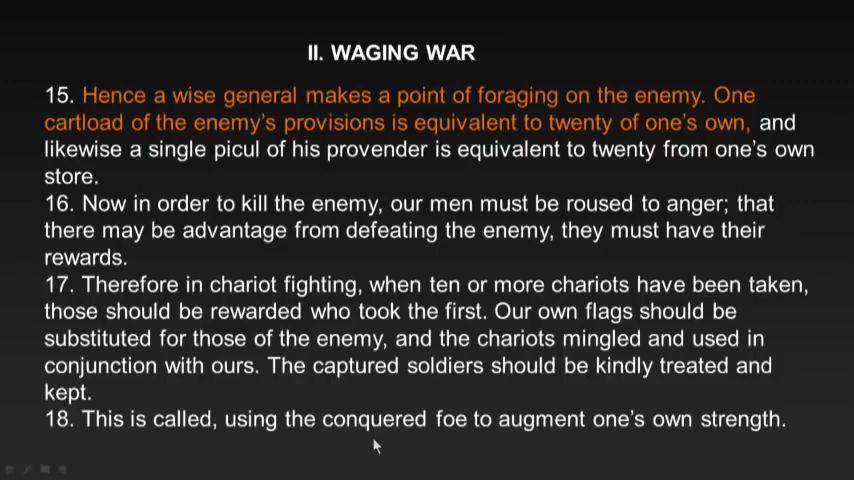 II. WAGING WAR
15. Hence a wise general makes a point of foraging on the enemy. One
cartload of the enemy's provisions is equivalent to twenty of one's own, and
likewise a single picul of his provender is equivalent to twenty from one's own
store.
16. Now in order to kill the enemy, our men must be roused to anger; that
there may be advantage from defeating the enemy, they must have their
rewards.
17. Therefore in chariot fighting, when ten or more chariots have been taken,
those should be rewarded who took the first. Our own flags should be
substituted for those of the enemy, and the chariots mingled and used in
conjunction with ours. The captured soldiers should be kindly treated and
kept.
18. This is called, using the conquered foe to augment one's own strength.